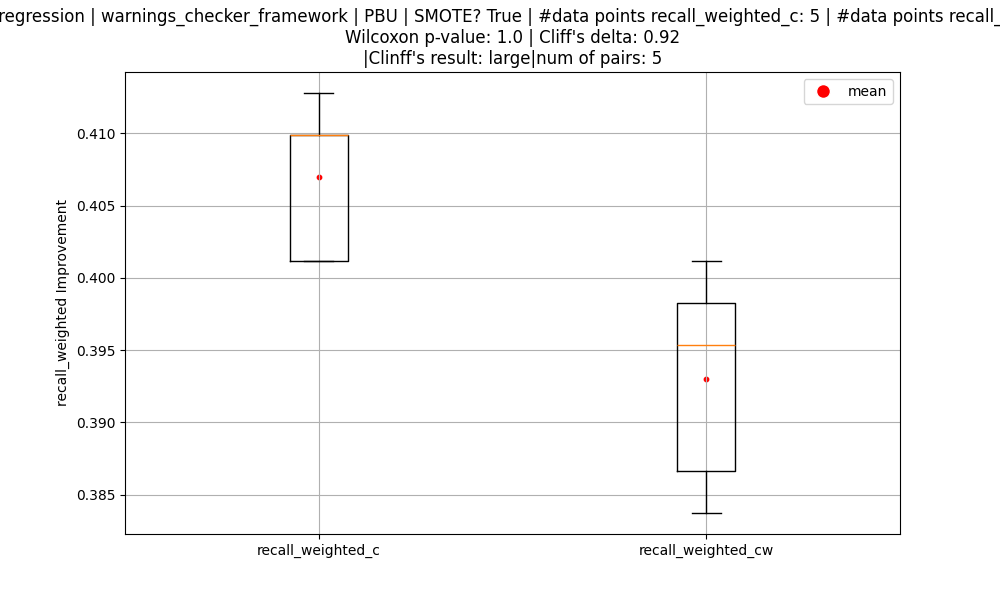 regression | warnings_checker_framework | PBU | SMOTE? True | #data points recall_weighted_c: 5 | #data points recall_
Wilcoxon p-value: 1.0 | Cliff's delta: 0.92
|Clinff's result: large|num of pairs: 5
mean
0.410
0.405
0.400
0.395
0.390
0.385
recall_weighted Improvement
recall_weighted_c
recall_weighted_cw